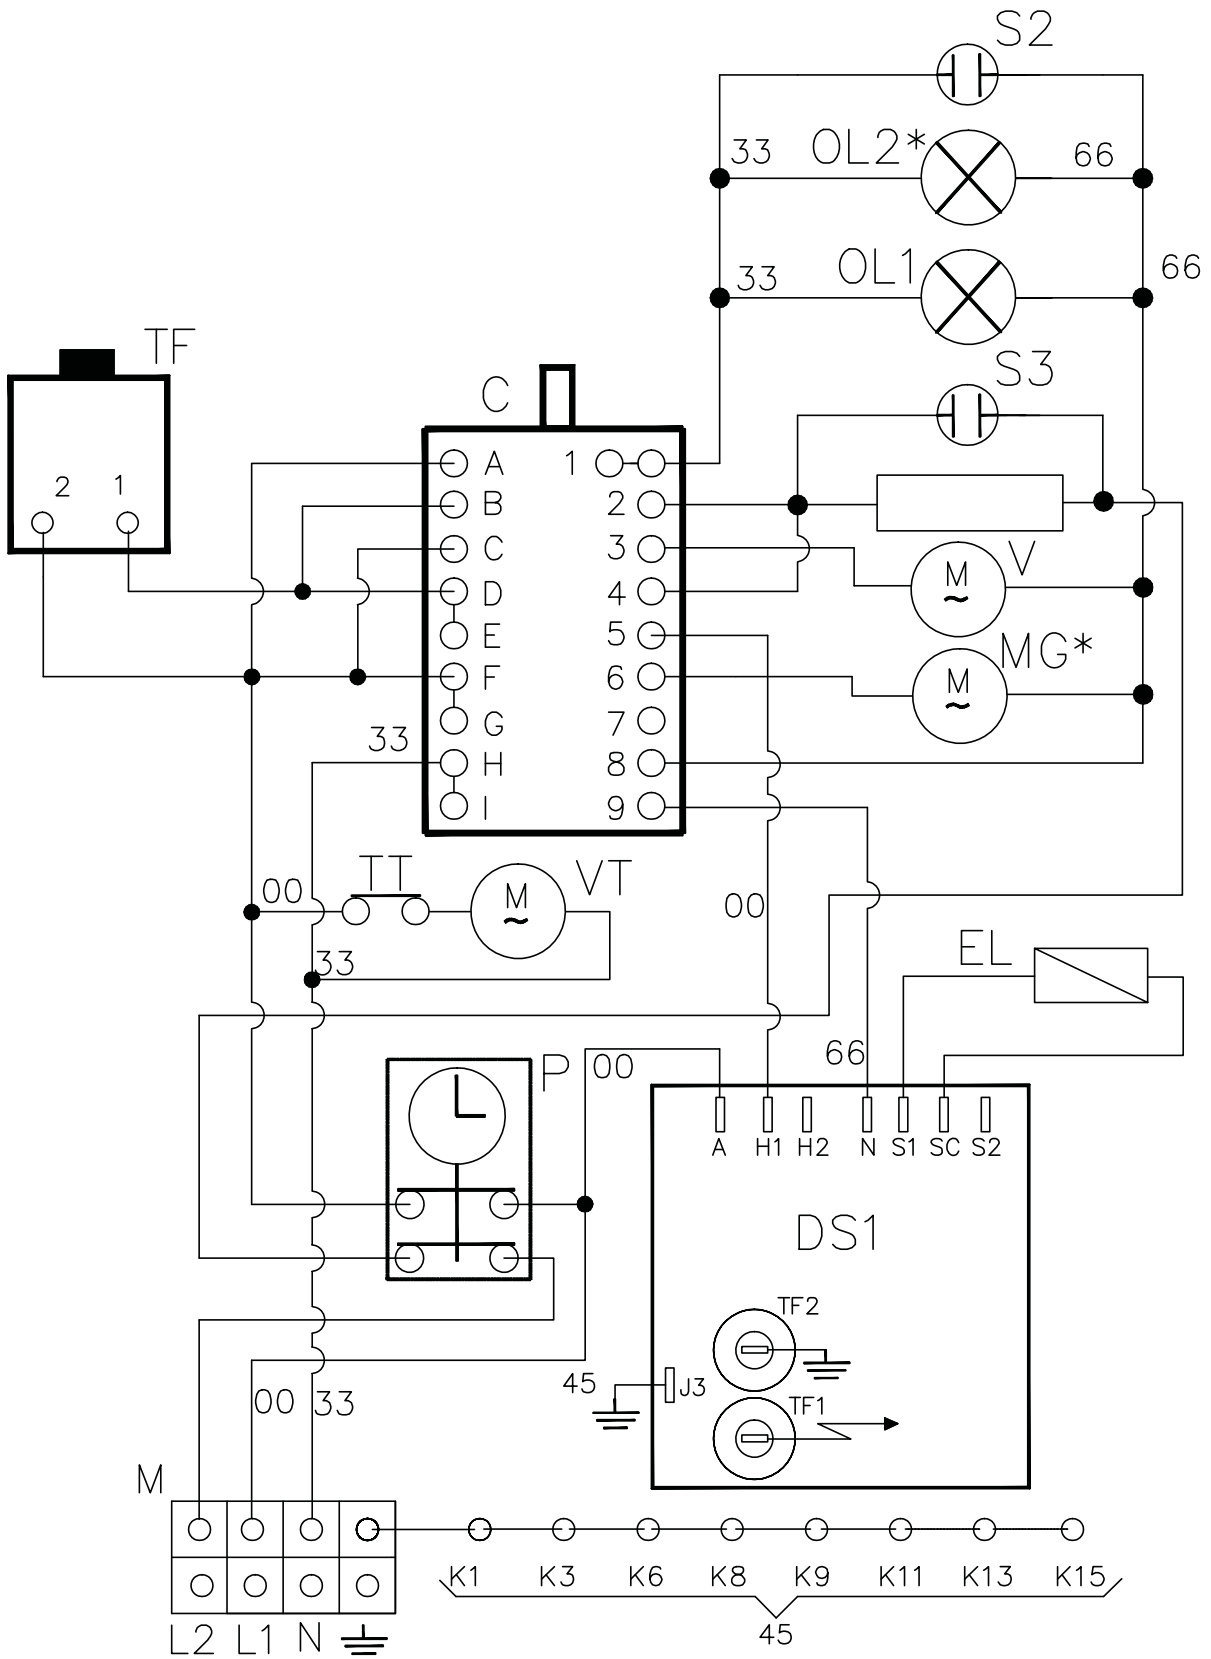 S2
33 OL2* 66
OL1
33 66
TF
S3
C
2 1
A 1
B 2
C 3
D 4
E 5
F 6
G 7
H 8
I 9
M V
M MG*
33
TT VT
M
00
33
00
EL
66
P 00
A H1 H2 N S1 SC S2
DS1
TF2
45 J3
TF1
00 33
M
K1 K3 K6 K8 K9 K11 K13 K15
45
L2 L1 N